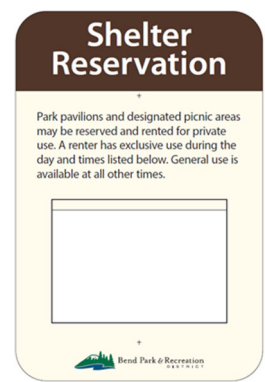 Shelter
Reservation
Park pavilions and designated picnic areas
may be reserved and rented for private
use. A renter has exclusive use during the
day and times listed below. General use is
available at all other times.
Bend Park & Recreation
DISTRICT